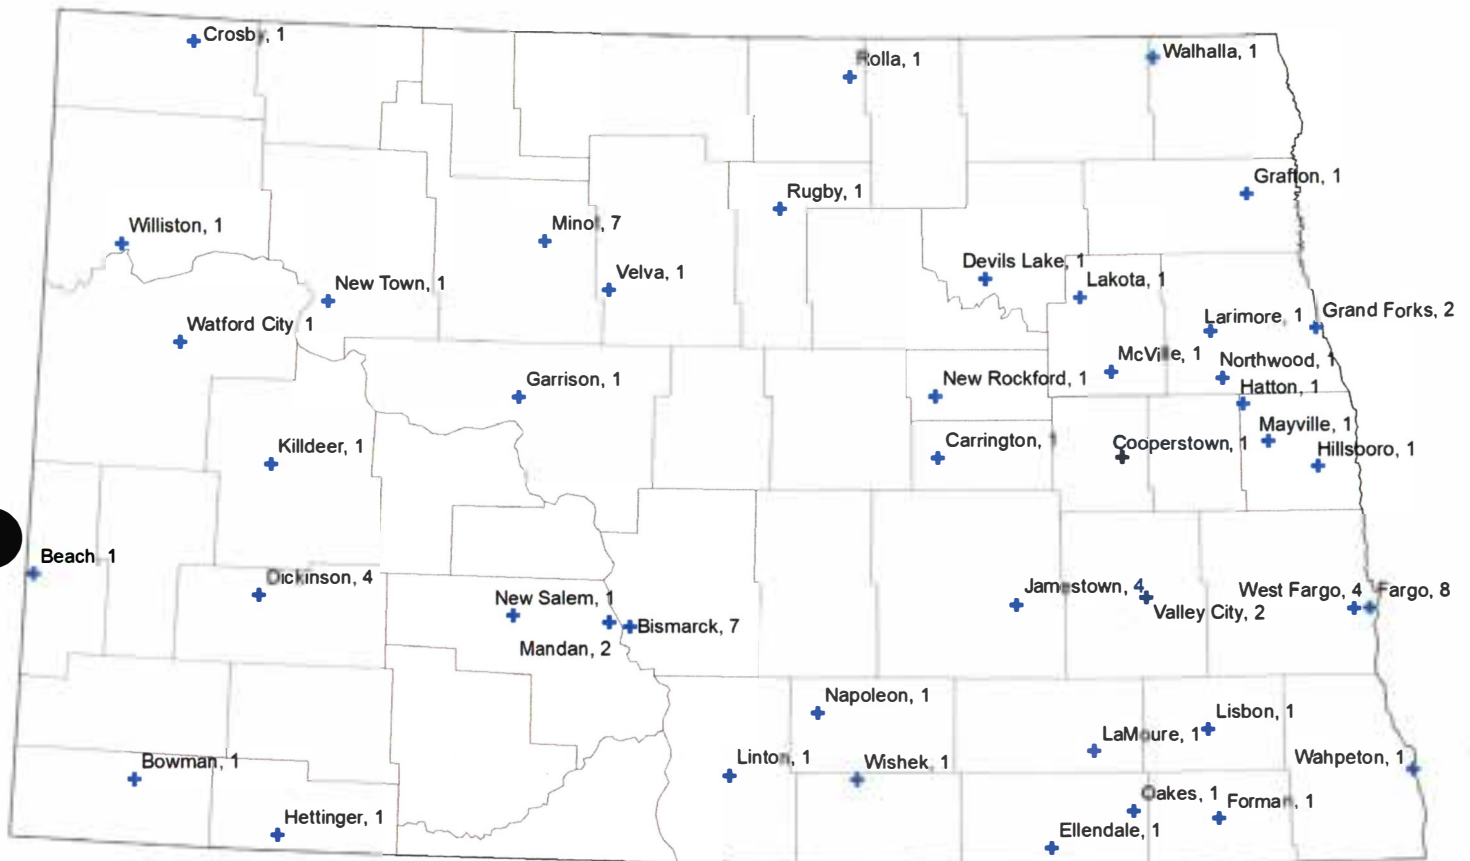 Crosby, 1
Rolla, 1
Walhalla, 1
Grafton, 1
Rugby, 1
Williston, 1
Minot, 7
Devils Lake, 1
Velva, 1
Lakota, 1
New Town, 1
Larimore, 1
Grand Forks, 2
Watford City 1
McVille, 1
Northwood, 1
Garrison, 1
New Rockford, 1
Hatton, 1
Mayville, 1
Killdeer, 1
Carrington, 1
Cooperstown, 1
Hillsboro, 1
Beach 1
Dickinson, 4
Jamestown, 4
West Fargo, 4
Fargo, 8
New Salem, 1
Valley City, 2
Bismarck, 7
Mandan, 2
Napoleon, 1
Lisbon, 1
LaMoure, 1
Bowman, 1
Linton, 1
Wishek, 1
Wahpeton, 1
Oakes, 1
Forman, 1
Hettinger, 1
Ellendale, 1